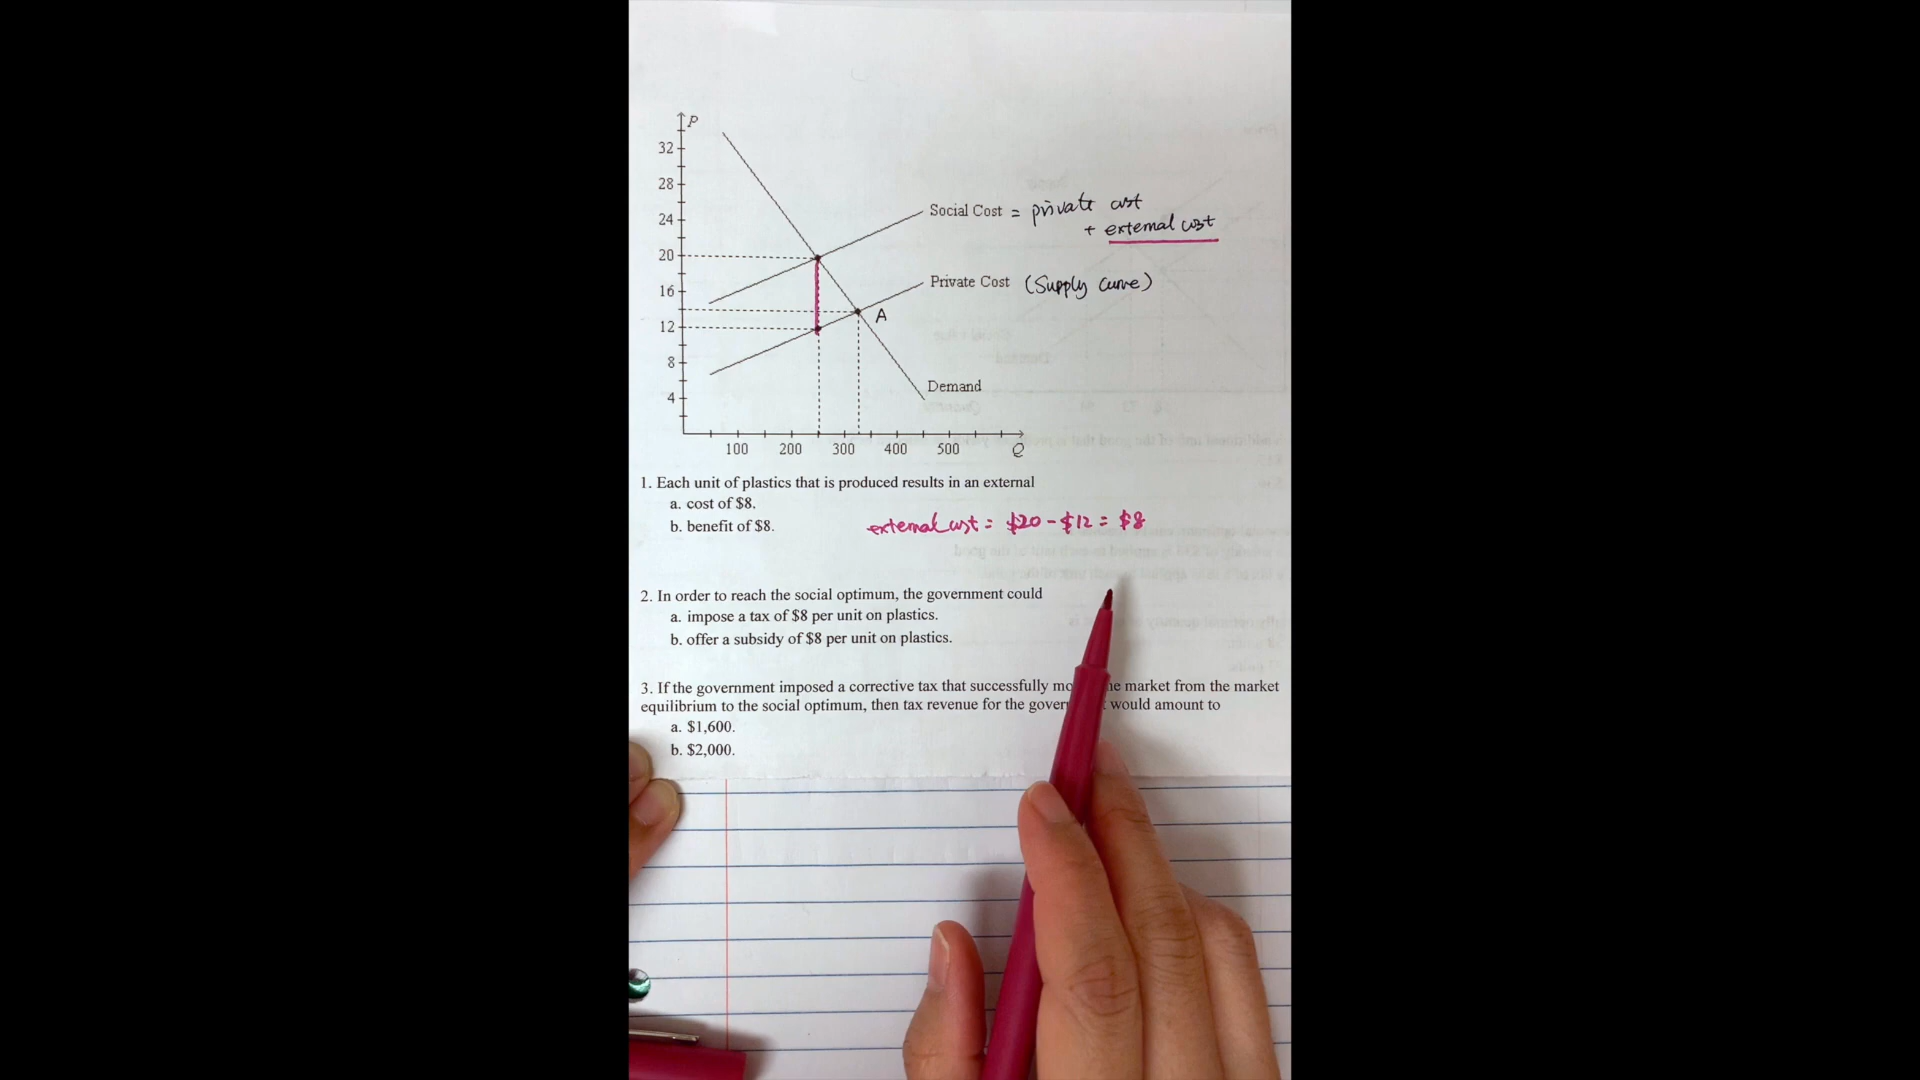 P
32
28
24
20
16
12
8
4
Social Cost = private cost
+ external cost
Private Cost (Supply curve)
A
Demand
100 200 300 400 500 Q
1. Each unit of plastics that is produced results in an external
a. cost of $8.
b. benefit of $8.
external cost = $20 - $12 = $8
2. In order to reach the social optimum, the government could
a. impose a tax of $8 per unit on plastics.
b. offer a subsidy of $8 per unit on plastics.
3. If the government imposed a corrective tax that successfully market from the market
equilibrium to the social optimum, then tax revenue for the would amount to
a. $1,600.
b. $2,000.